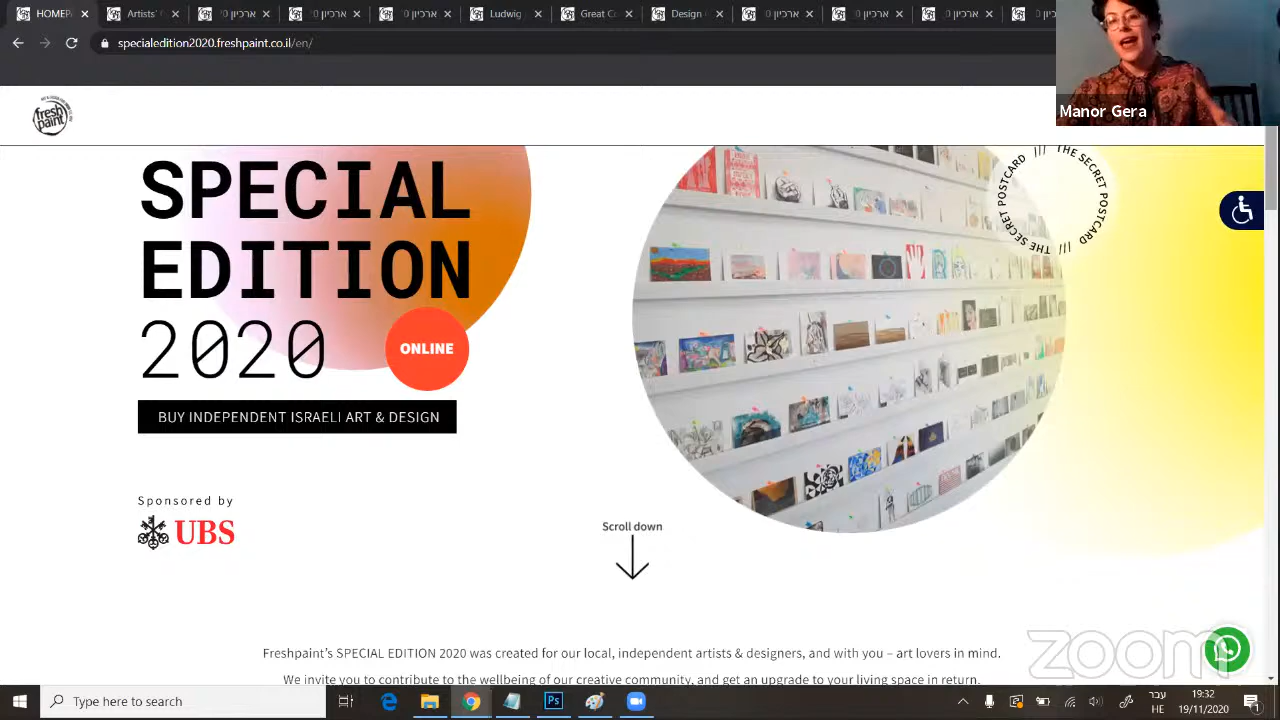 HOMEP
Artists'
ארכיון
ארכיון
Ludwig
Great C
Design
ארכיון
ארכיון
ארכיון
specialedition2020.freshpaint.co.il/en/
Manor Gera
fresh
paint
SPECIAL
EDITION
2020
ONLINE
BUY INDEPENDENT ISRAELI ART & DESIGN
THE SECRET POSTCARD /// THE SECRET POSTCARD ///
Sponsored by
UBS
Scroll down
Freshpaint's SPECIAL EDITION 2020 was created for our local, independent artists & designers, and with you – art lovers in mind.
We invite you to contribute to the wellbeing of our creative community, and get an upgrade to your living space in return.
zoom
Type here to search
Ps
19:32
19/11/2020